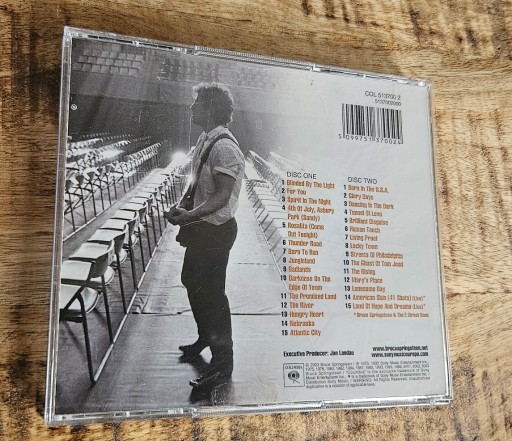 COL 513700 2
5137002000
5 099751 370024
DISC ONE
1 Blinded By The Light
2 For You
3 Spirit In The Night
4 4th Of July, Asbury
Park (Sandy)
5 Rosalita (Come
Out Tonight)
6 Thunder Road
7 Born To Run
8 Jungleland
9 Badlands
10 Darkness On The
Edge Of Town
11 The Promised Land
12 The River
13 Hungry Heart
14 Nebraska
15 Atlantic City
DISC TWO
1 Born In The U.S.A.
2 Glory Days
3 Dancing In The Dark
4 Tunnel Of Love
5 Brilliant Disguise
6 Human Touch
7 Living Proof
8 Lucky Town
9 Streets Of Philadelphia
10 The Ghost Of Tom Joad
11 The Rising
12 Mary's Place
13 Lonesome Day
14 American Skin (41 Shots) (Live)*
15 Land Of Hope And Dreams (Live)*
*Bruce Springsteen & The E Street Band
Executive Producer: Jon Landau
www.brucespringsteen.net
www.sonymusiceurope.com
COLUMBIA